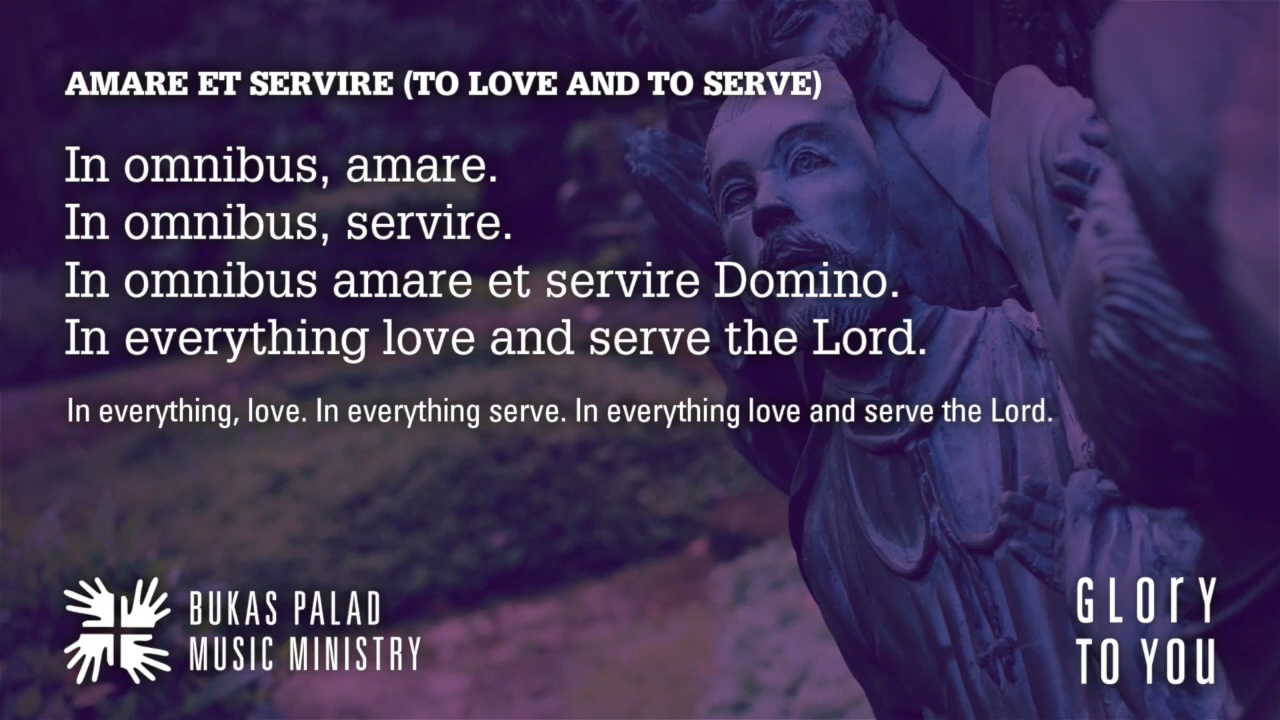 AMARE ET SERVIRE (TO LOVE AND TO SERVE)
In omnibus, amare.
In omnibus, servire.
In omnibus amare et servire Domino.
In everything love and serve the Lord.
In everything, love. In everything serve. In everything love and serve the Lord.
BUKAS PALAD
MUSIC MINISTRY
GLORY
TO YOU